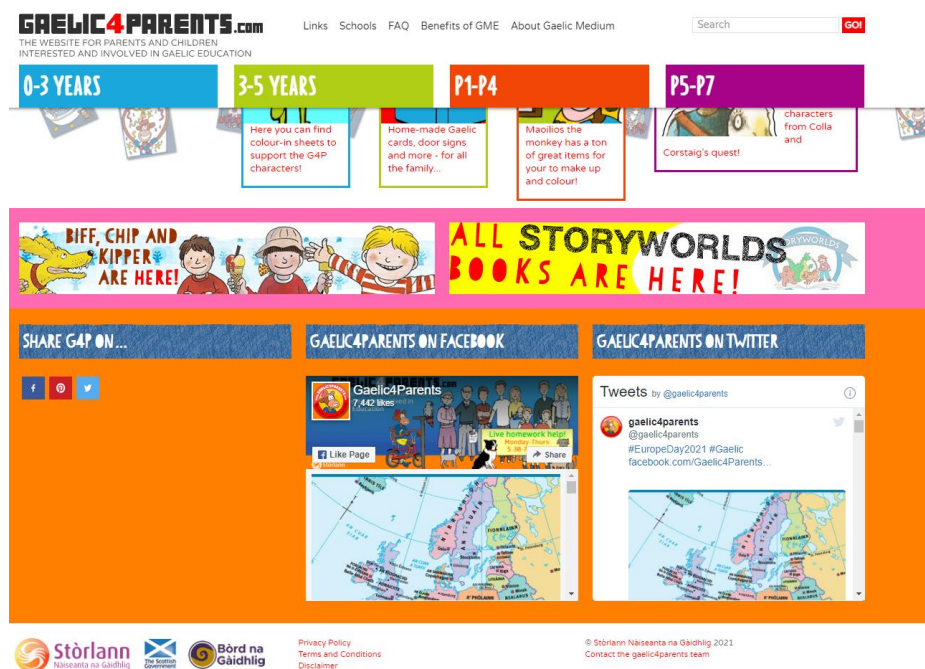 GAELIC4PARENTS.com
THE WEBSITE FOR PARENTS AND CHILDREN
INTERESTED AND INVOLVED IN GAELIC EDUCATION
Links Schools FAQ Benefits of GME About Gaelic Medium
Search GO!
0-3 YEARS 3-5 YEARS P1-P4 P5-P7
Here you can find
colour-in sheets to
support the G4P
characters!
Home-made Gaelic
cards, door signs
and more - for all
the family...
Maoilios the
monkey has a ton
of great items for
your to make up
and colour!
characters
from Colla
and
Corstaig's quest!
BIFF, CHIP AND
KIPPER
ARE HERE!
ALL STORYWORLDS
BOOKS ARE HERE!
SHARE G4P ON...
GAELIC4PARENTS ON FACEBOOK
Gaelic4Parents
7,442 likes
Live homework help!
Monday-Thurs
Like Page
Share
GAELIC4PARENTS ON TWITTER
Tweets by @gaelic4parents
gaelic4parents
@gaelic4parents
#EuropeDay2021 #Gaelic
facebook.com/Gaelic4Parents...
Stòrlann
Nàiseanta na Gàidhlig
The Scottish
Government
Bòrd na
Gàidhlig
Privacy Policy
Terms and Conditions
Disclaimer
© Stòrlann Nàiseanta na Gàidhlig 2021
Contact the gaelic4parents team